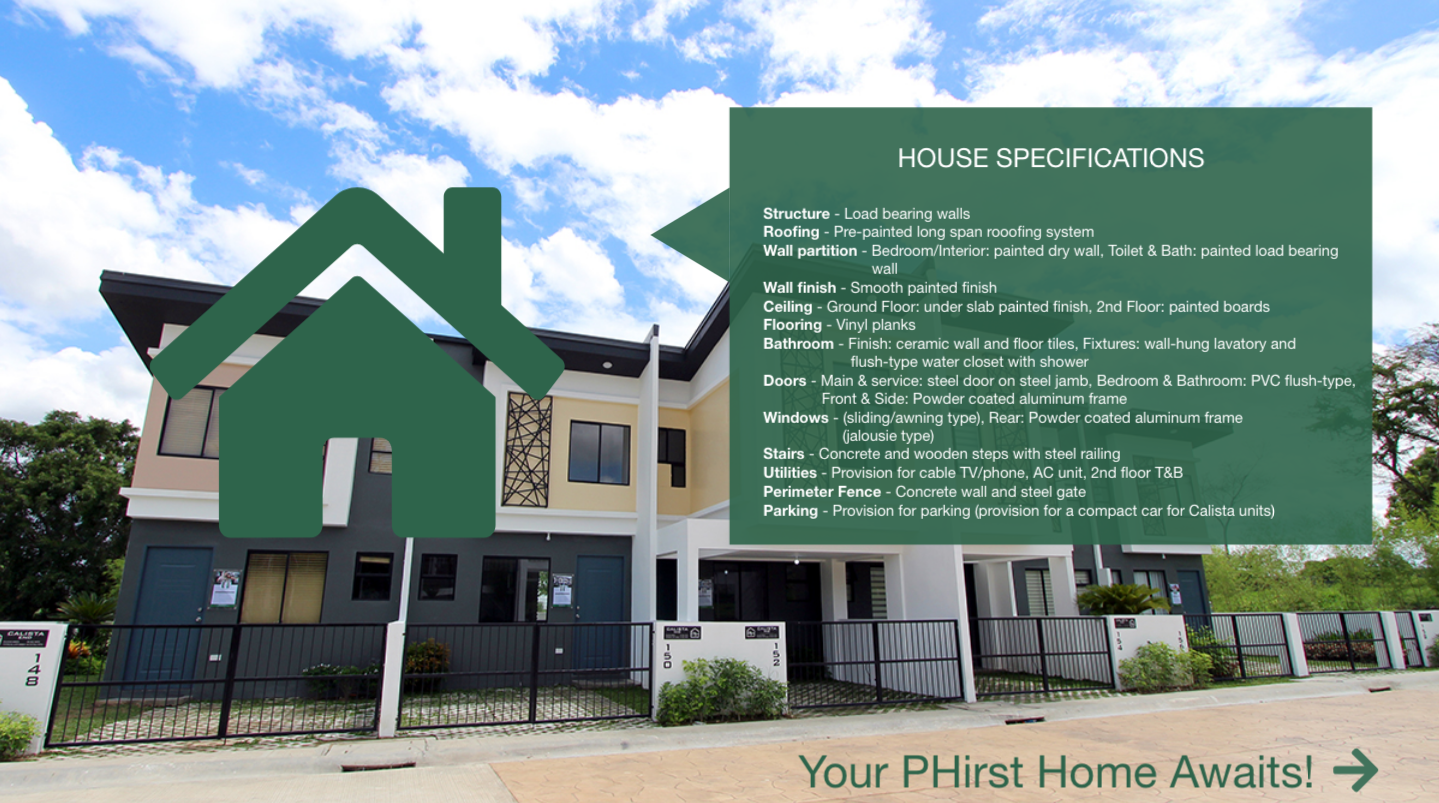 HOUSE SPECIFICATIONS
Structure - Load bearing walls
Roofing - Pre-painted long span rooofing system
Wall partition - Bedroom/Interior: painted dry wall, Toilet & Bath: painted load bearing
wall
Wall finish - Smooth painted finish
Ceiling - Ground Floor: under slab painted finish, 2nd Floor: painted boards
Flooring - Vinyl planks
Bathroom - Finish: ceramic wall and floor tiles, Fixtures: wall-hung lavatory and
flush-type water closet with shower
Doors - Main & service: steel door on steel jamb, Bedroom & Bathroom: PVC flush-type,
Front & Side: Powder coated aluminum frame
Windows - (sliding/awning type), Rear: Powder coated aluminum frame
(jalousie type)
Stairs - Concrete and wooden steps with steel railing
Utilities - Provision for cable TV/phone, AC unit, 2nd floor T&B
Perimeter Fence - Concrete wall and steel gate
Parking - Provision for parking (provision for a compact car for Calista units)
CALISTA
END
148
CALISTA
150
CALISTA
152
154
Your PHirst Home Awaits!